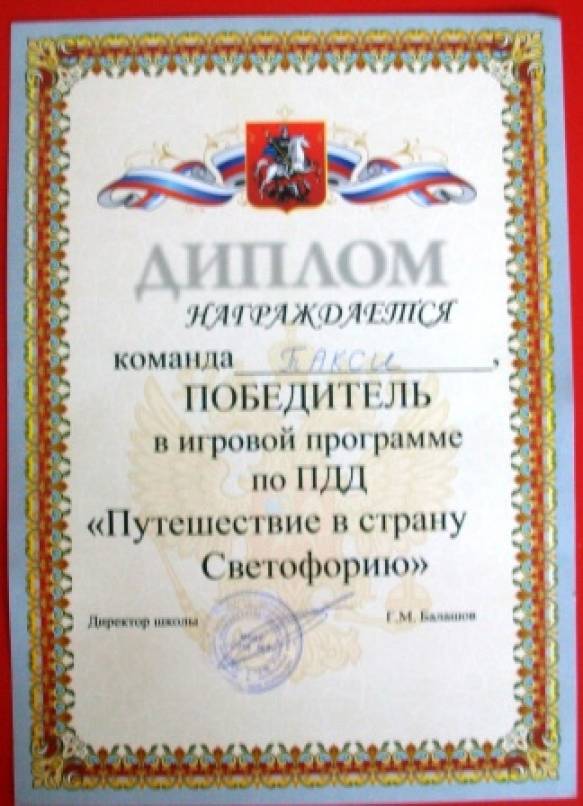 ДИПЛОМ
НАГРАЖДАЕТСЯ
команда ТАКСИ,
ПОБЕДИТЕЛЬ
в игровой программе
по ПДД
«Путешествие в страну
Светофорию»
Директор школы Г.М. Балашов